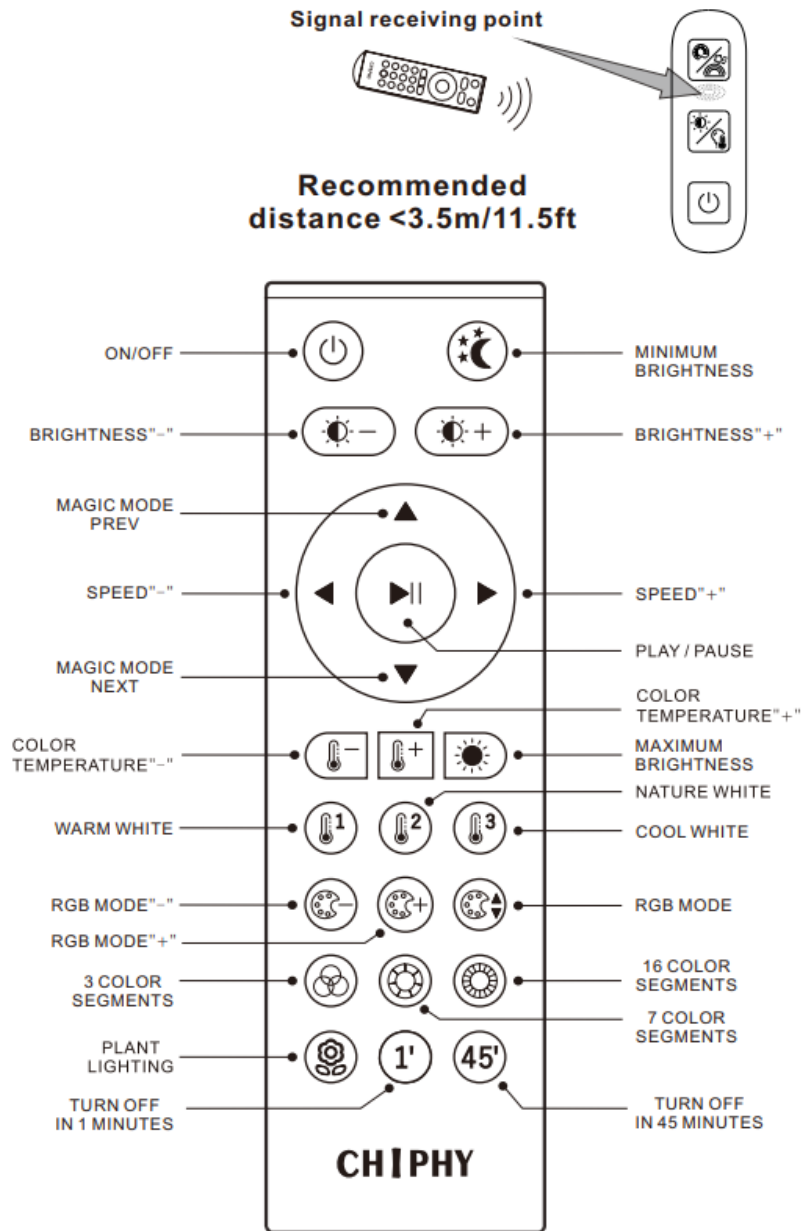 Signal receiving point
Recommended
distance <3.5m/11.5ft
ON/OFF
MINIMUM
BRIGHTNESS
BRIGHTNESS"-"
BRIGHTNESS"+"
MAGIC MODE
PREV
SPEED"-"
SPEED"+"
PLAY / PAUSE
MAGIC MODE
NEXT
COLOR
TEMPERATURE"+"
COLOR
TEMPERATURE"-"
MAXIMUM
BRIGHTNESS
NATURE WHITE
1
2
3
WARM WHITE
COOL WHITE
RGB MODE"-"
RGB MODE
RGB MODE"+"
3 COLOR
SEGMENTS
16 COLOR
SEGMENTS
7 COLOR
SEGMENTS
PLANT
LIGHTING
1'
45'
TURN OFF
IN 1 MINUTES
TURN OFF
IN 45 MINUTES
CHIPHY